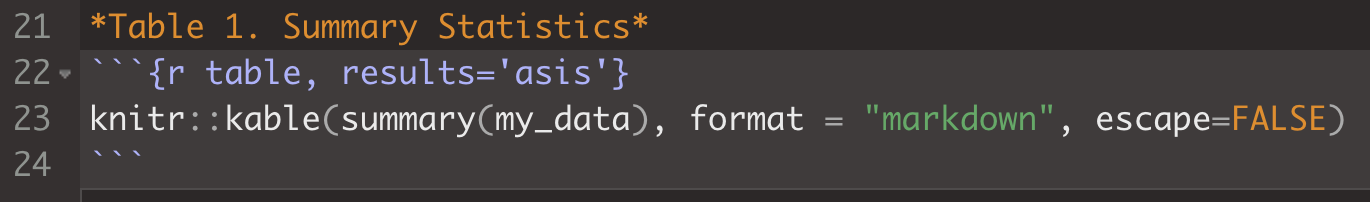 21 *Table 1. Summary Statistics*
22 ```{r table, results='asis'}
23 knitr::kable(summary(my_data), format = "markdown", escape=FALSE)
24 ```